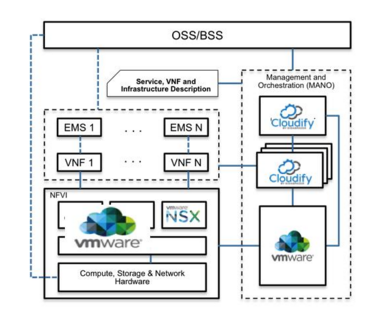 OSS/BSS
Service, VNF and
Infrastructure Description
Management and
Orchestration (MANO)
EMS 1
. . .
EMS N
Cloudify
VNF 1
. . .
VNF N
Cloudify
NFVI
vmware
NSX
vmware
vmware
Compute, Storage & Network
Hardware